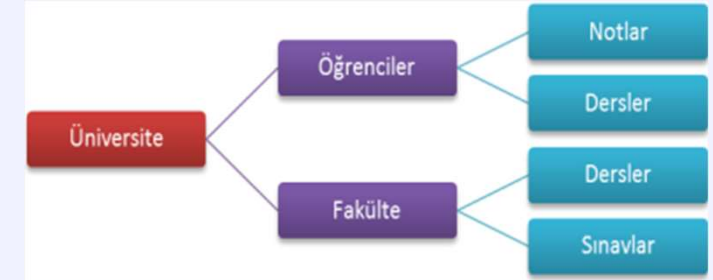 Üniversite
Öğrenciler
Notlar
Dersler
Fakülte
Dersler
Sınavlar